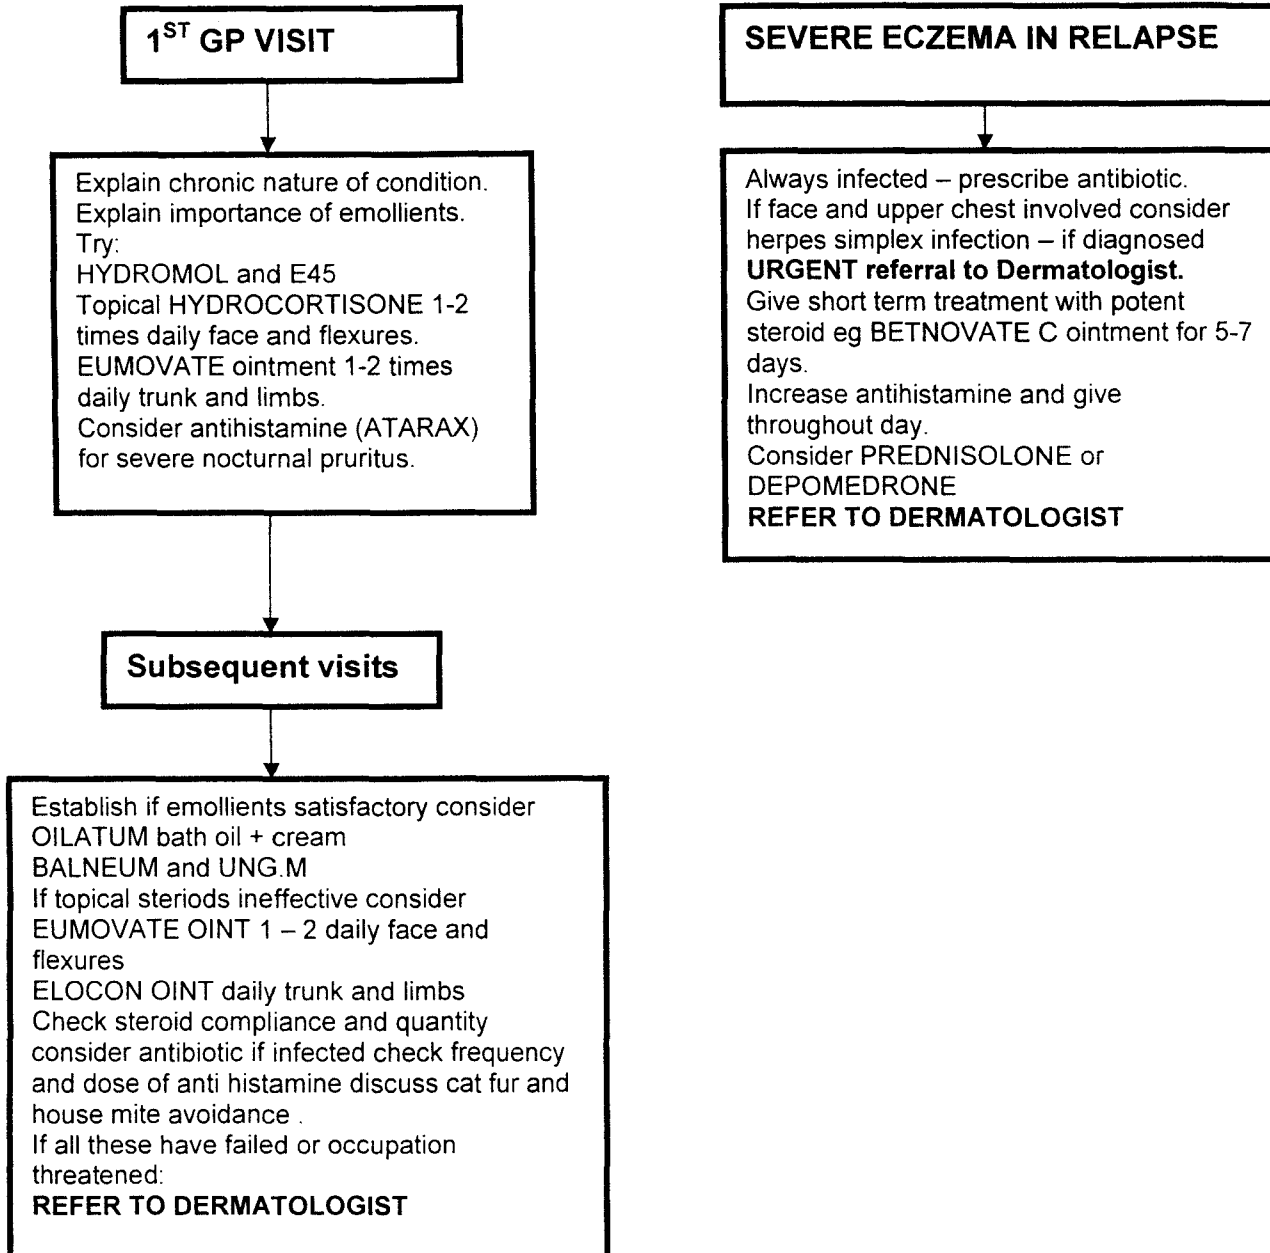 1ST GP VISIT
Explain chronic nature of condition.
Explain importance of emollients.
Try:
HYDROMOL and E45
Topical HYDROCORTISONE 1-2
times daily face and flexures.
EUMOVATE ointment 1-2 times
daily trunk and limbs.
Consider antihistamine (ATARAX)
for severe nocturnal pruritus.
Subsequent visits
Establish if emollients satisfactory consider
OILATUM bath oil + cream
BALNEUM and UNG.M
If topical steriods ineffective consider
EUMOVATE OINT 1 – 2 daily face and
flexures
ELOCON OINT daily trunk and limbs
Check steroid compliance and quantity
consider antibiotic if infected check frequency
and dose of anti histamine discuss cat fur and
house mite avoidance .
If all these have failed or occupation
threatened:
REFER TO DERMATOLOGIST
SEVERE ECZEMA IN RELAPSE
Always infected – prescribe antibiotic.
If face and upper chest involved consider
herpes simplex infection – if diagnosed
URGENT referral to Dermatologist.
Give short term treatment with potent
steroid eg BETNOVATE C ointment for 5-7
days.
Increase antihistamine and give
throughout day.
Consider PREDNISOLONE or
DEPOMEDRONE
REFER TO DERMATOLOGIST